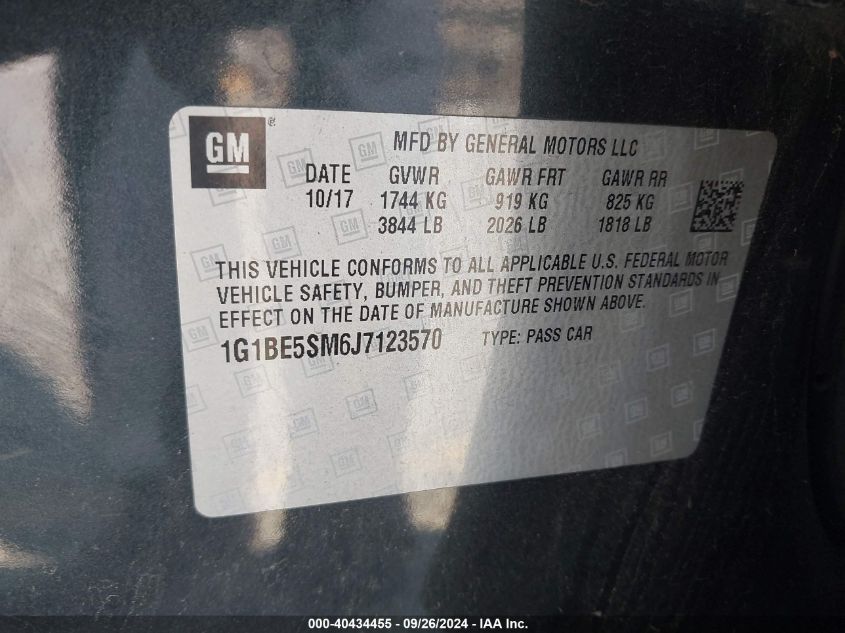 GM
®
MFD BY GENERAL MOTORS LLC
DATE GVWR GAWR FRT GAWR RR
10/17 1744 KG 919 KG 825 KG
3844 LB 2026 LB 1818 LB
THIS VEHICLE CONFORMS TO ALL APPLICABLE U.S. FEDERAL MOTOR
VEHICLE SAFETY, BUMPER, AND THEFT PREVENTION STANDARDS IN
EFFECT ON THE DATE OF MANUFACTURE SHOWN ABOVE.
1G1BE5SM6J7123570 TYPE: PASS CAR
000-40434455 - 09/26/2024 - IAA Inc.